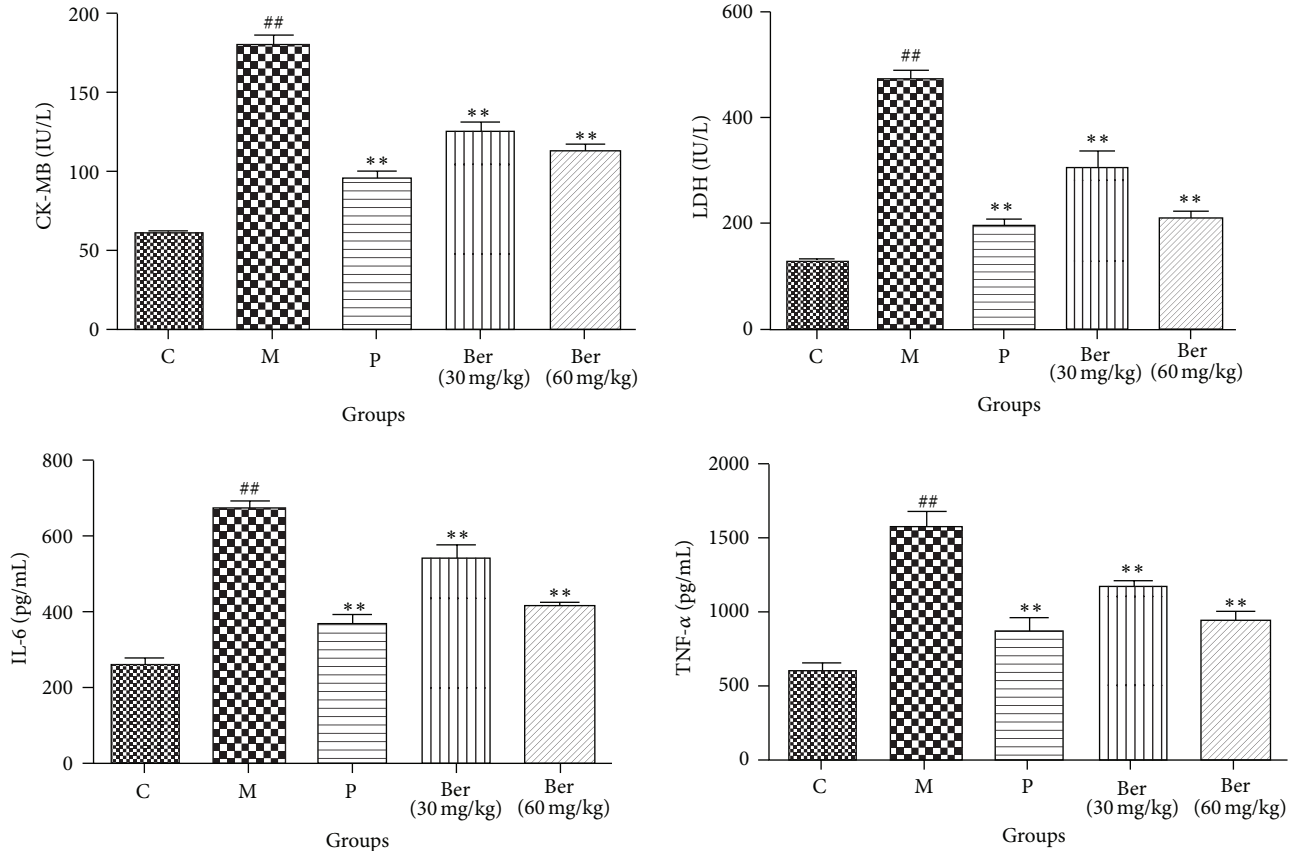 200
150
100
50
0
CK-MB (IU/L)
##
**
**
**
C
M
P
Ber
(30 mg/kg)
Ber
(60 mg/kg)
Groups
600
400
200
0
LDH (IU/L)
##
**
**
**
C
M
P
Ber
(30 mg/kg)
Ber
(60 mg/kg)
Groups
800
600
400
200
0
IL-6 (pg/mL)
##
**
**
**
C
M
P
Ber
(30 mg/kg)
Ber
(60 mg/kg)
Groups
2000
1500
1000
500
0
TNF-α (pg/mL)
##
**
**
**
C
M
P
Ber
(30 mg/kg)
Ber
(60 mg/kg)
Groups